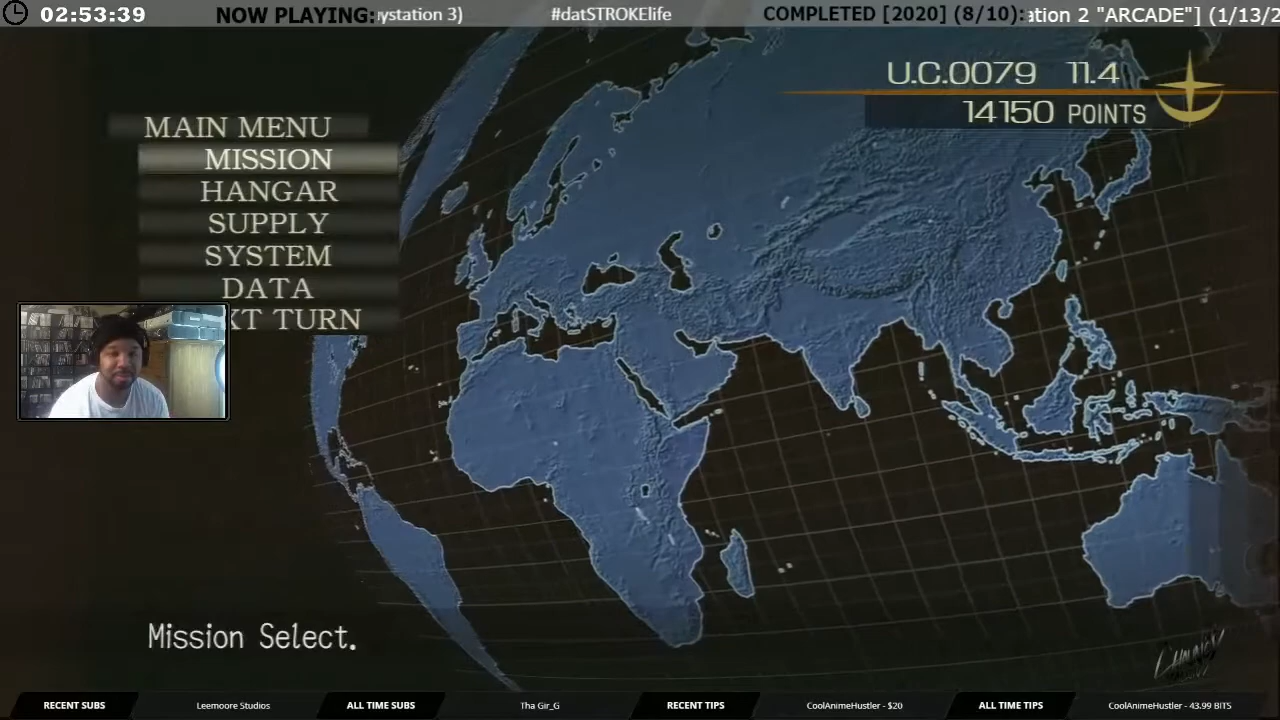 02:53:39 NOW PLAYING: ystation 3) #datSTROKElife COMPLETED [2020] (8/10): ation 2 "ARCADE"] (1/13/2
U.C.0079 11.4
14150 POINTS
MAIN MENU
MISSION
HANGAR
SUPPLY
SYSTEM
DATA
XT TURN
Mission Select.
RECENT SUBS Leemoore Studios ALL TIME SUBS Tha Gir_G RECENT TIPS CoolAnimeHustler - $20 ALL TIME TIPS CoolAnimeHustler - 43.99 BITS